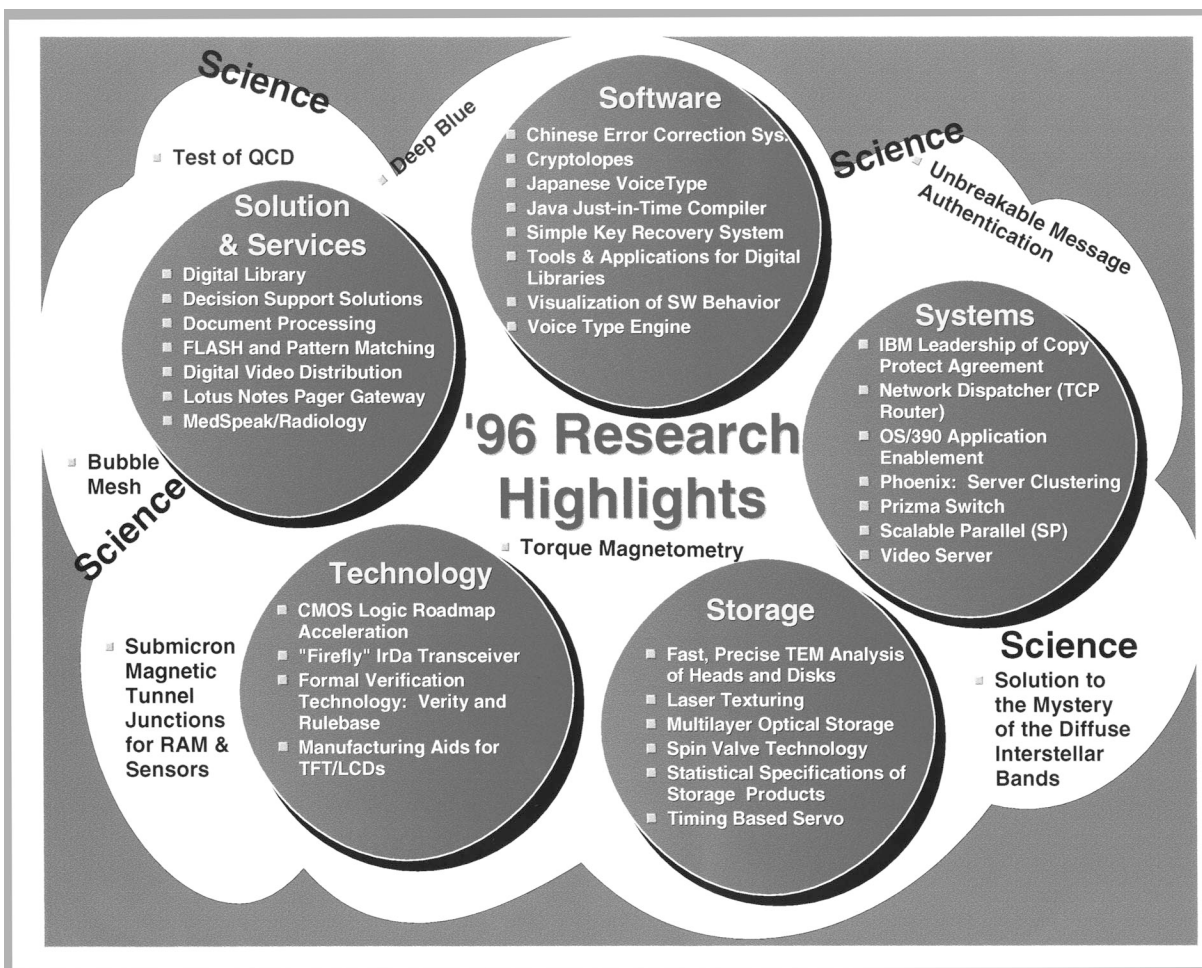 Science
Test of QCD
Deep Blue
Software
Chinese Error Correction Sys.
Cryptolopes
Japanese VoiceType
Java Just-in-Time Compiler
Simple Key Recovery System
Tools & Applications for Digital
Libraries
Visualization of SW Behavior
Voice Type Engine
Science
Unbreakable Message
Authentication
Solution
& Services
Digital Library
Decision Support Solutions
Document Processing
FLASH and Pattern Matching
Digital Video Distribution
Lotus Notes Pager Gateway
MedSpeak/Radiology
Systems
IBM Leadership of Copy
Protect Agreement
Network Dispatcher (TCP
Router)
OS/390 Application
Enablement
Phoenix: Server Clustering
Prizma Switch
Scalable Parallel (SP)
Video Server
'96 Research
Highlights
Torque Magnetometry
Bubble
Mesh
Science
Technology
CMOS Logic Roadmap
Acceleration
"Firefly" IrDa Transceiver
Formal Verification
Technology: Verity and
Rulebase
Manufacturing Aids for
TFT/LCDs
Submicron
Magnetic
Tunnel
Junctions
for RAM &
Sensors
Storage
Fast, Precise TEM Analysis
of Heads and Disks
Laser Texturing
Multilayer Optical Storage
Spin Valve Technology
Statistical Specifications of
Storage Products
Timing Based Servo
Science
Solution to
the Mystery
of the Diffuse
Interstellar
Bands